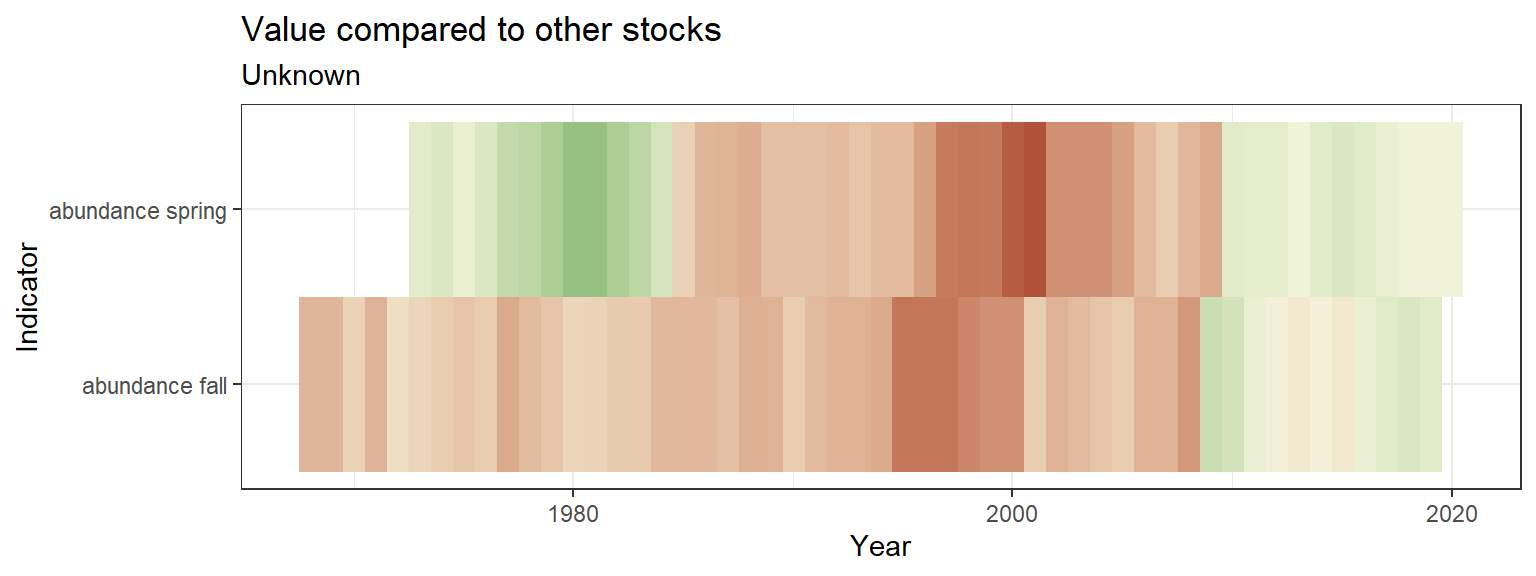 Value compared to other stocks
Unknown
Indicator
abundance spring
abundance fall
1980
2000
2020
Year